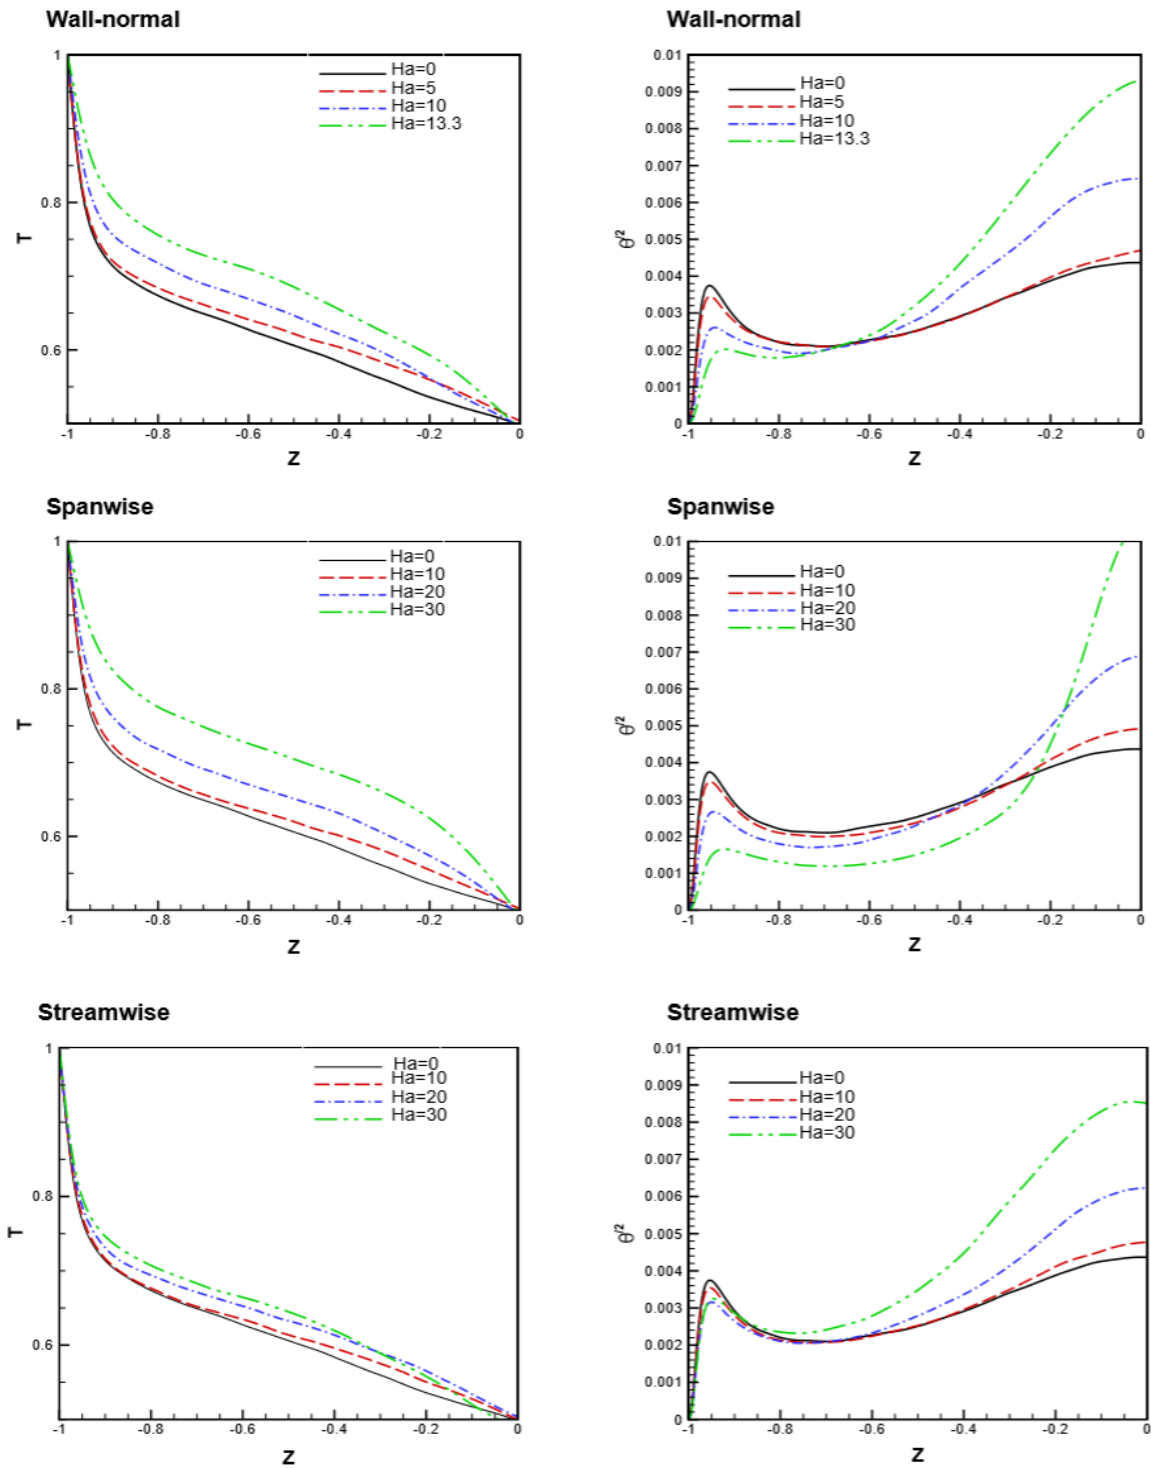 Wall-normal
1
0.8
0.6
T
-1 -0.8 -0.6 -0.4 -0.2 0
Z
Ha=0
Ha=5
Ha=10
Ha=13.3
Wall-normal
0.01
0.009
0.008
0.007
0.006
0.005
0.004
0.003
0.002
0.001
0
θ'²
-1 -0.8 -0.6 -0.4 -0.2 0
Z
Ha=0
Ha=5
Ha=10
Ha=13.3
Spanwise
1
0.8
0.6
T
-1 -0.8 -0.6 -0.4 -0.2 0
Z
Ha=0
Ha=10
Ha=20
Ha=30
Spanwise
0.01
0.009
0.008
0.007
0.006
0.005
0.004
0.003
0.002
0.001
0
θ'²
-1 -0.8 -0.6 -0.4 -0.2 0
Z
Ha=0
Ha=10
Ha=20
Ha=30
Streamwise
1
0.8
0.6
T
-1 -0.8 -0.6 -0.4 -0.2 0
Z
Ha=0
Ha=10
Ha=20
Ha=30
Streamwise
0.01
0.009
0.008
0.007
0.006
0.005
0.004
0.003
0.002
0.001
0
θ'²
-1 -0.8 -0.6 -0.4 -0.2 0
Z
Ha=0
Ha=10
Ha=20
Ha=30